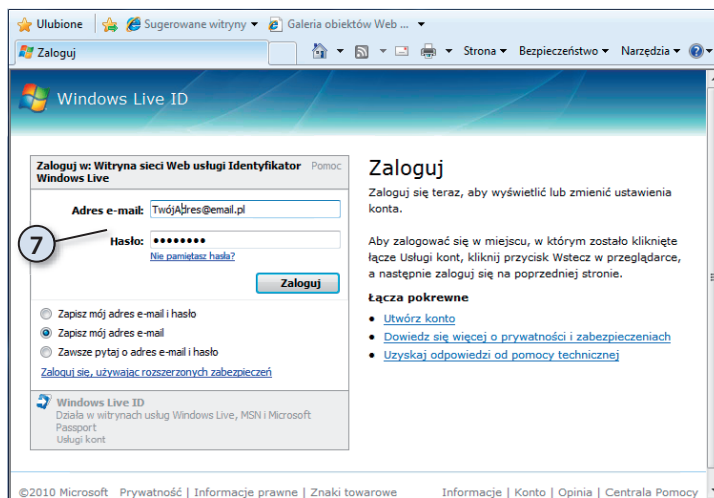 Ulubione Sugerowane witryny Galeria obiektów Web ...
Zaloguj Strona Bezpieczeństwo Narzędzia
Windows Live ID
Zaloguj w: Witryna sieci Web usługi Identyfikator Pomoc
Windows Live
Adres e-mail: TwójAdres@email.pl
7
Hasło: ••••••••
Nie pamiętasz hasła?
Zaloguj
Zapisz mój adres e-mail i hasło
Zapisz mój adres e-mail
Zawsze pytaj o adres e-mail i hasło
Zaloguj się, używając rozszerzonych zabezpieczeń
Windows Live ID
Działa w witrynach usług Windows Live, MSN i Microsoft
Passport
Usługi kont
Zaloguj
Zaloguj się teraz, aby wyświetlić lub zmienić ustawienia
konta.
Aby zalogować się w miejscu, w którym zostało kliknięte
łącze Usługi kont, kliknij przycisk Wstecz w przeglądarce,
a następnie zaloguj się na poprzedniej stronie.
Łącza pokrewne
• Utwórz konto
• Dowiedz się więcej o prywatności i zabezpieczeniach
• Uzyskaj odpowiedzi od pomocy technicznej
©2010 Microsoft Prywatność | Informacje prawne | Znaki towarowe Informacje | Konto | Opinia | Centrala Pomocy